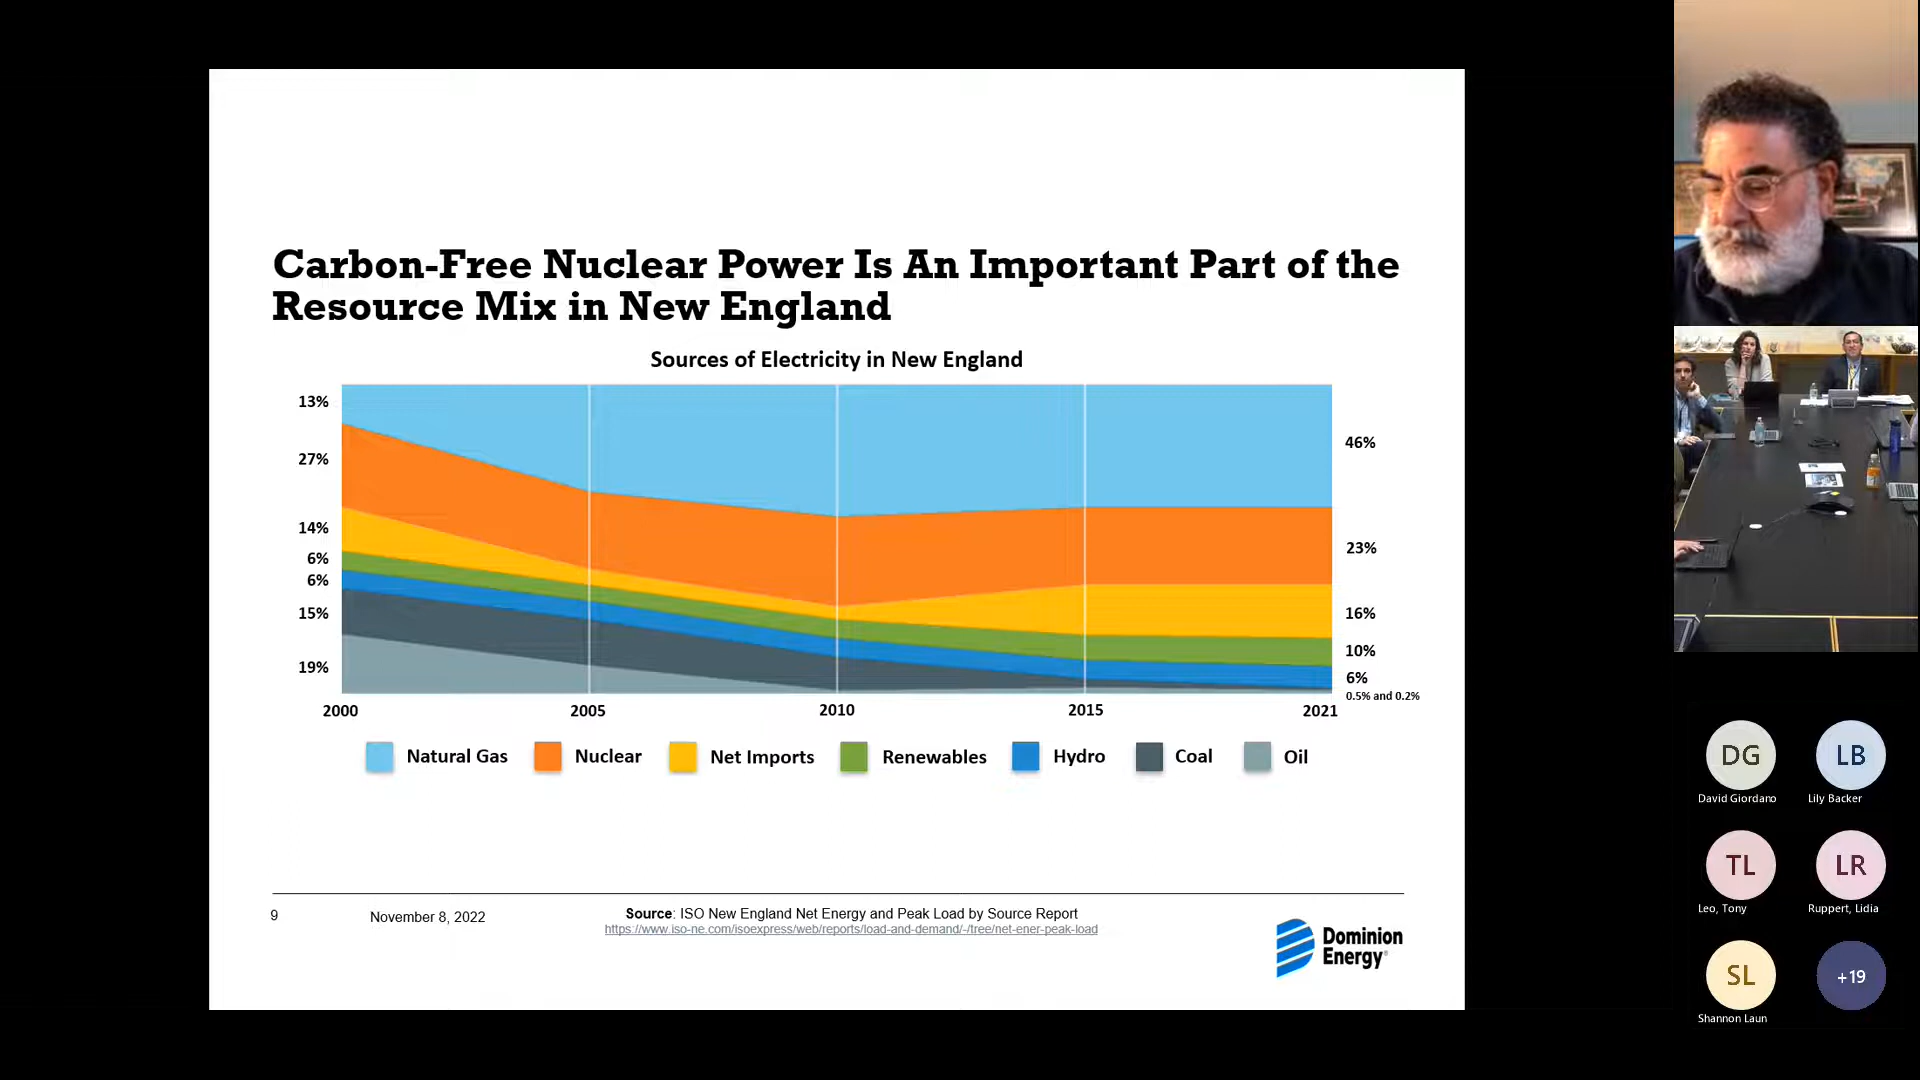 Carbon-Free Nuclear Power Is An Important Part of the
Resource Mix in New England
Sources of Electricity in New England
13%
27%
14%
6%
6%
15%
19%
46%
23%
16%
10%
6%
0.5% and 0.2%
2000 2005 2010 2015 2021
Natural Gas Nuclear Net Imports Renewables Hydro Coal Oil
9
November 8, 2022
Source: ISO New England Net Energy and Peak Load by Source Report
https://www.iso-ne.com/isoexpress/web/reports/load-and-demand/-/tree/net-ener-peak-load
Dominion
Energy®
DG LB
David Giordano Lily Backer
TL LR
Leo, Tony Ruppert, Lidia
SL +19
Shannon Laun